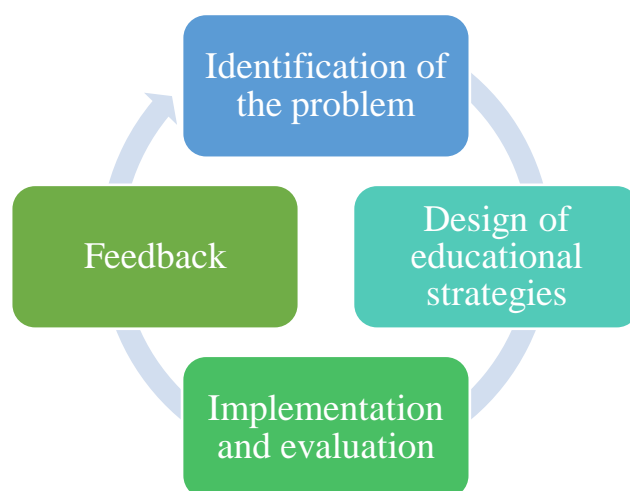 Identification of
the problem
Design of
educational
strategies
Implementation
and evaluation
Feedback